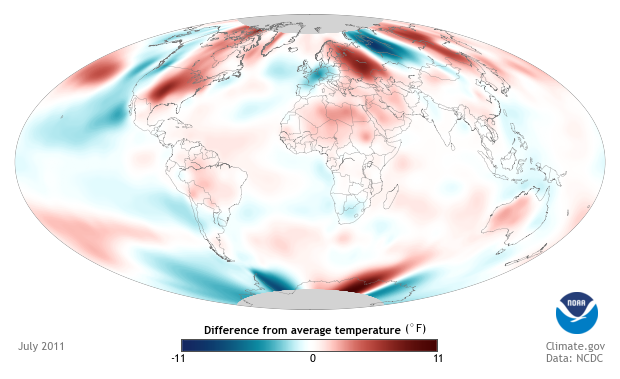 NOAA
Difference from average temperature (°F)
July 2011
-11 0 11
Climate.gov
Data: NCDC